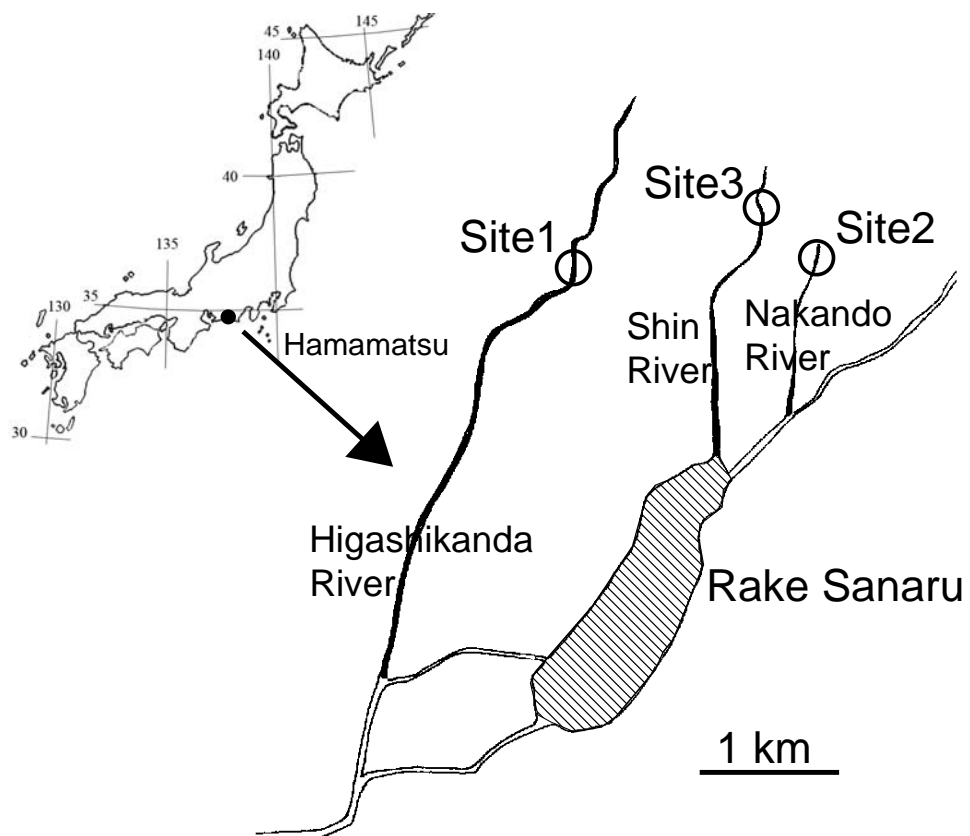 45
145
140
40
135
35
130
30
Hamamatsu
Site1
Site3
Site2
Shin
River
Nakando
River
Higashikanda
River
Rake Sanaru
1 km